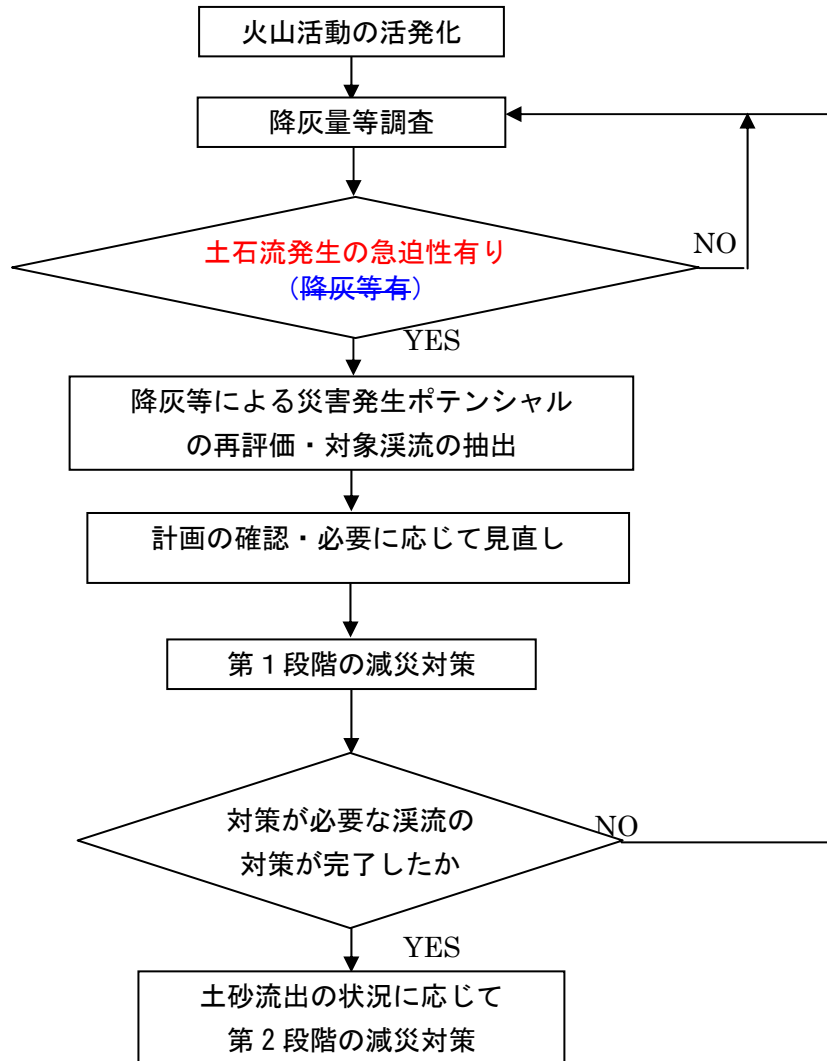 火山活動の活発化
降灰量等調査
土石流発生の急迫性有り
(降灰等有)
NO
YES
降灰等による災害発生ポテンシャル
の再評価・対象渓流の抽出
計画の確認・必要に応じて見直し
第１段階の減災対策
対策が必要な渓流の
対策が完了したか
NO
YES
土砂流出の状況に応じて
第２段階の減災対策